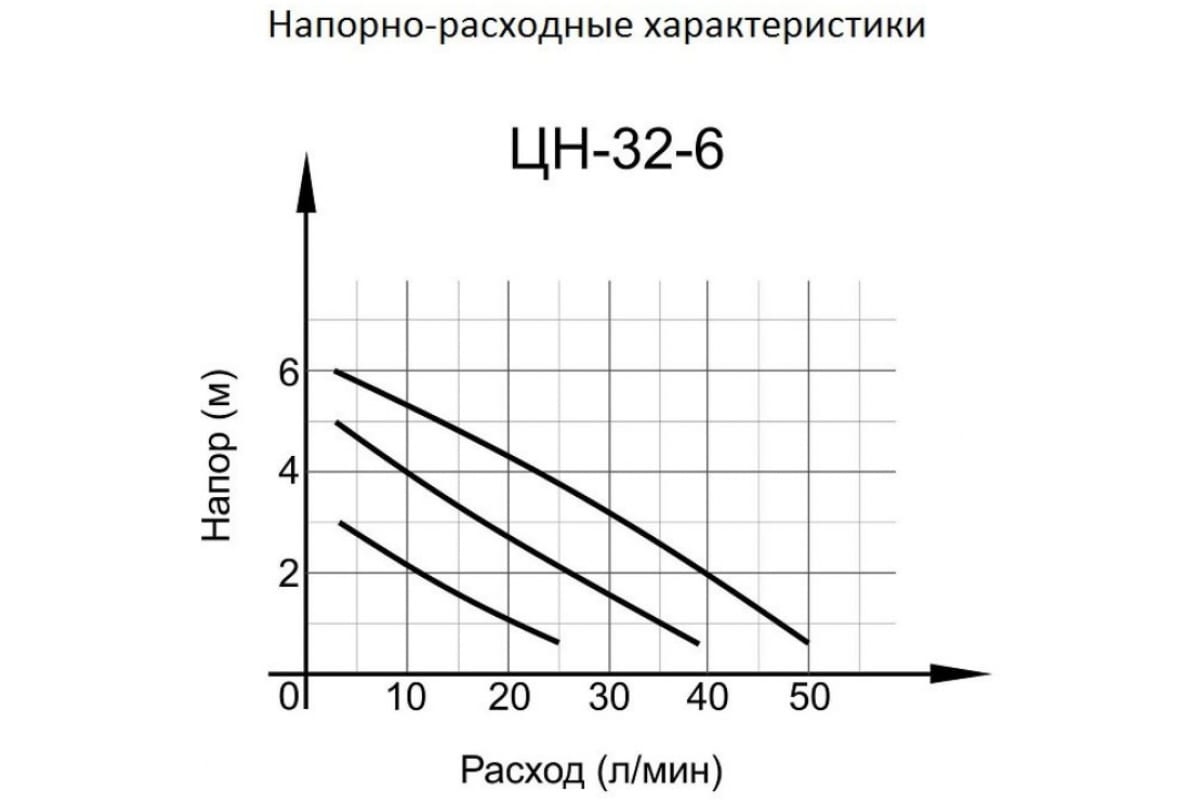 Напорно-расходные характеристики
ЦН-32-6
Напор (м)
6
4
2
0
10 20 30 40 50
Расход (л/мин)